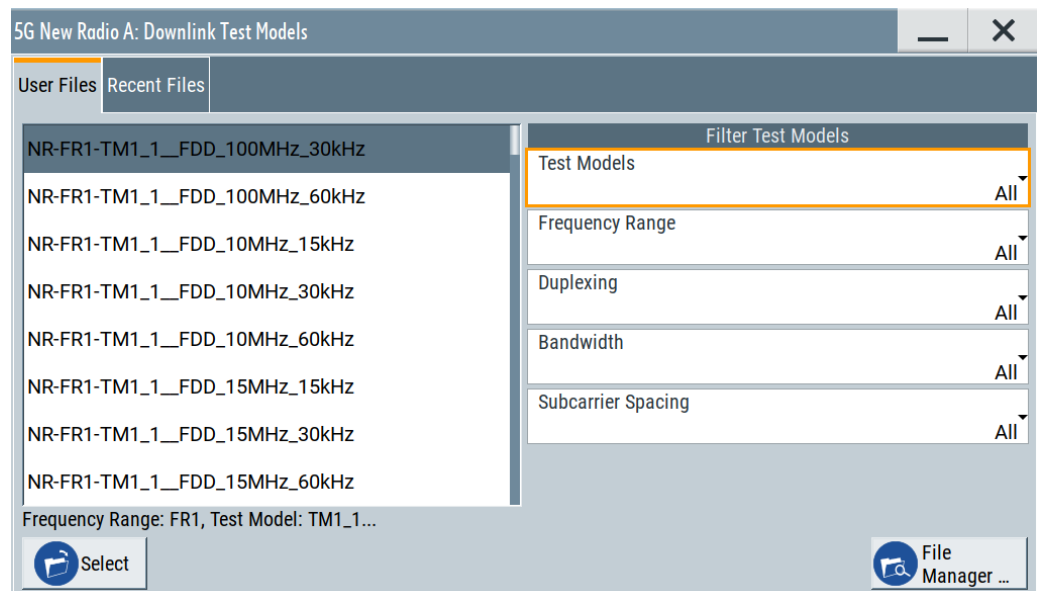 5G New Radio A: Downlink Test Models
User Files
Recent Files
NR-FR1-TM1_1__FDD_100MHz_30kHz
NR-FR1-TM1_1__FDD_100MHz_60kHz
NR-FR1-TM1_1__FDD_10MHz_15kHz
NR-FR1-TM1_1__FDD_10MHz_30kHz
NR-FR1-TM1_1__FDD_10MHz_60kHz
NR-FR1-TM1_1__FDD_15MHz_15kHz
NR-FR1-TM1_1__FDD_15MHz_30kHz
NR-FR1-TM1_1__FDD_15MHz_60kHz
Frequency Range: FR1, Test Model: TM1_1...
Select
Filter Test Models
Test Models
All
Frequency Range
All
Duplexing
All
Bandwidth
All
Subcarrier Spacing
All
File
Manager ...